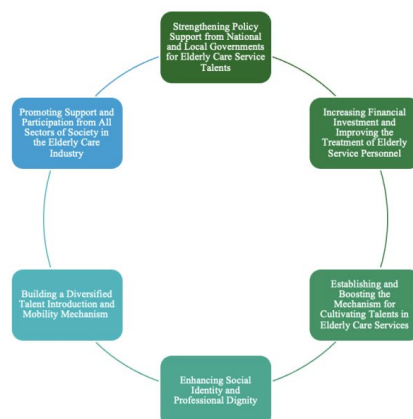 Strengthening Policy
Support from National
and Local Governments
for Elderly Care Service
Talents
Increasing Financial
Investment and
Improving the
Treatment of Elderly
Service Personnel
Establishing and
Boosting the
Mechanism for
Cultivating Talents in
Elderly Care Services
Enhancing Social
Identity and
Professional Dignity
Building a Diversified
Talent Introduction and
Mobility Mechanism
Promoting Support and
Participation from All
Sectors of Society in
the Elderly Care
Industry